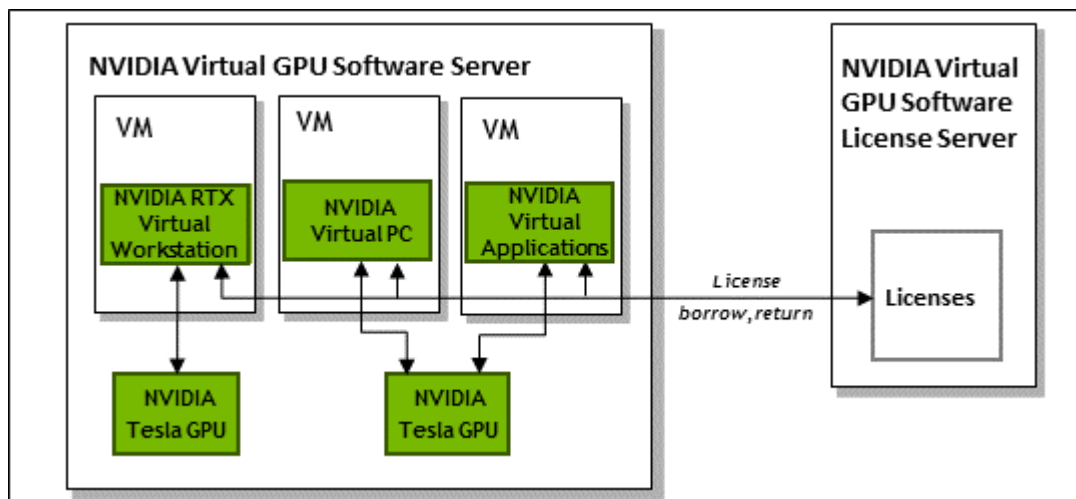 NVIDIA Virtual GPU Software Server
VM
NVIDIA RTX
Virtual
Workstation
VM
NVIDIA
Virtual PC
VM
NVIDIA
Virtual
Applications
NVIDIA
Tesla GPU
NVIDIA
Tesla GPU
License
borrow,return
NVIDIA Virtual
GPU Software
License Server
Licenses